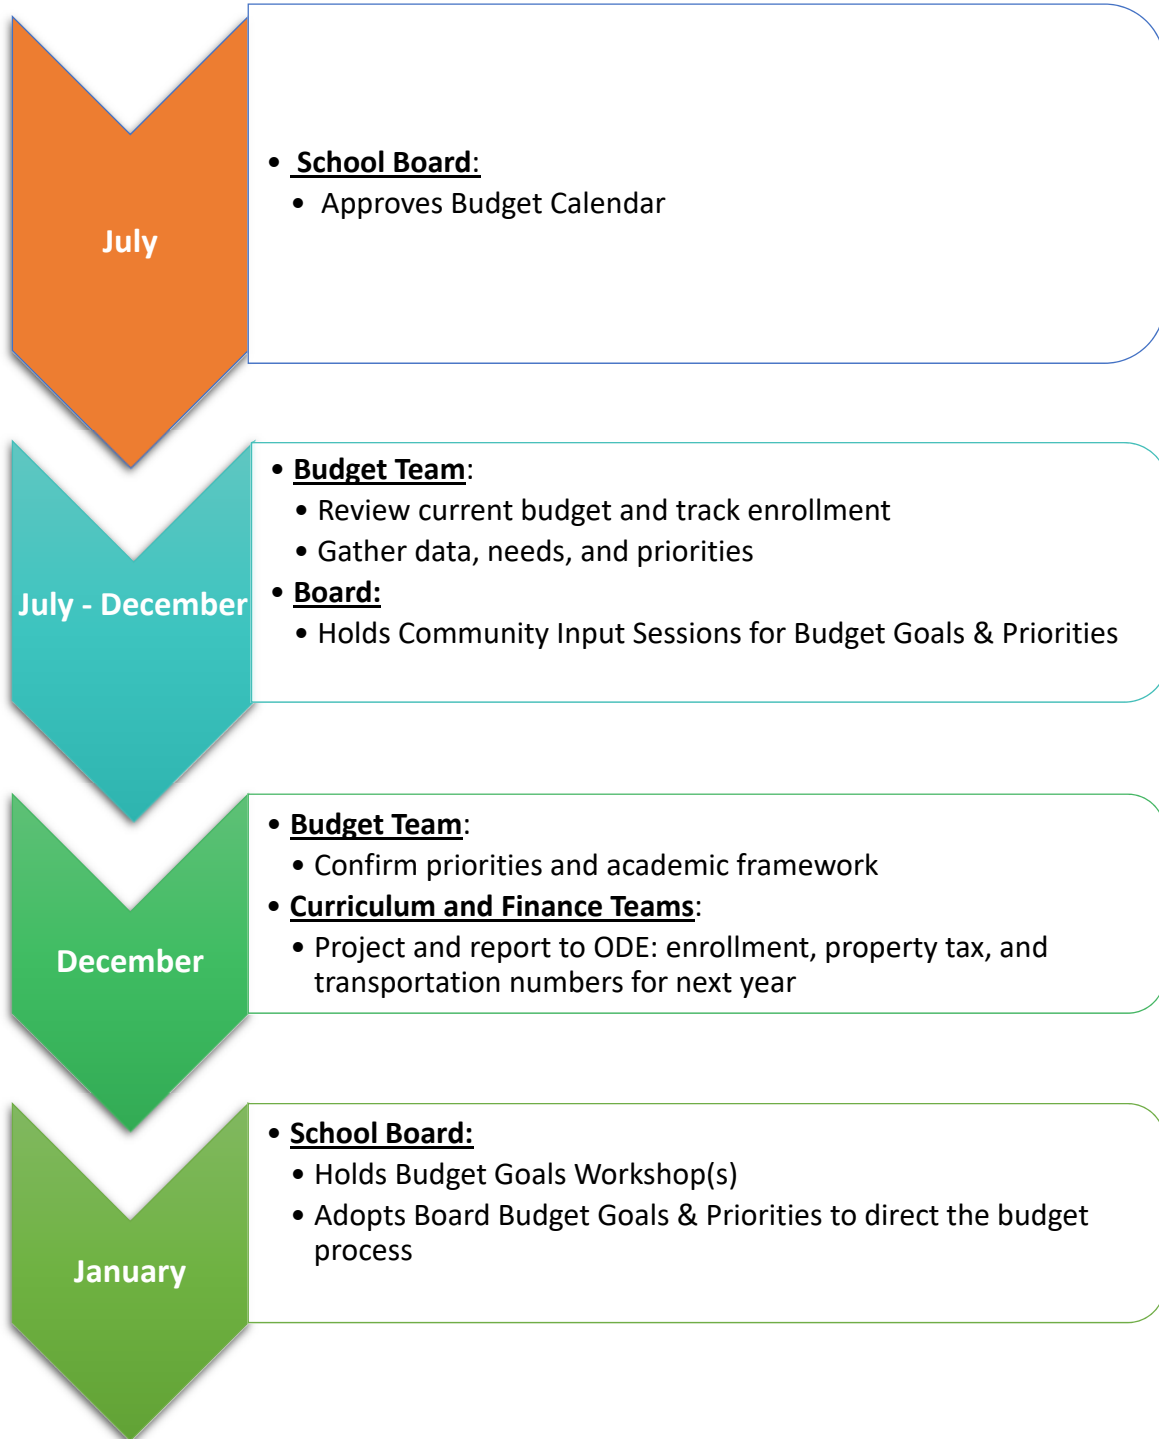 July
• School Board:
• Approves Budget Calendar
July - December
• Budget Team:
• Review current budget and track enrollment
• Gather data, needs, and priorities
• Board:
• Holds Community Input Sessions for Budget Goals & Priorities
December
• Budget Team:
• Confirm priorities and academic framework
• Curriculum and Finance Teams:
• Project and report to ODE: enrollment, property tax, and
transportation numbers for next year
January
• School Board:
• Holds Budget Goals Workshop(s)
• Adopts Board Budget Goals & Priorities to direct the budget
process